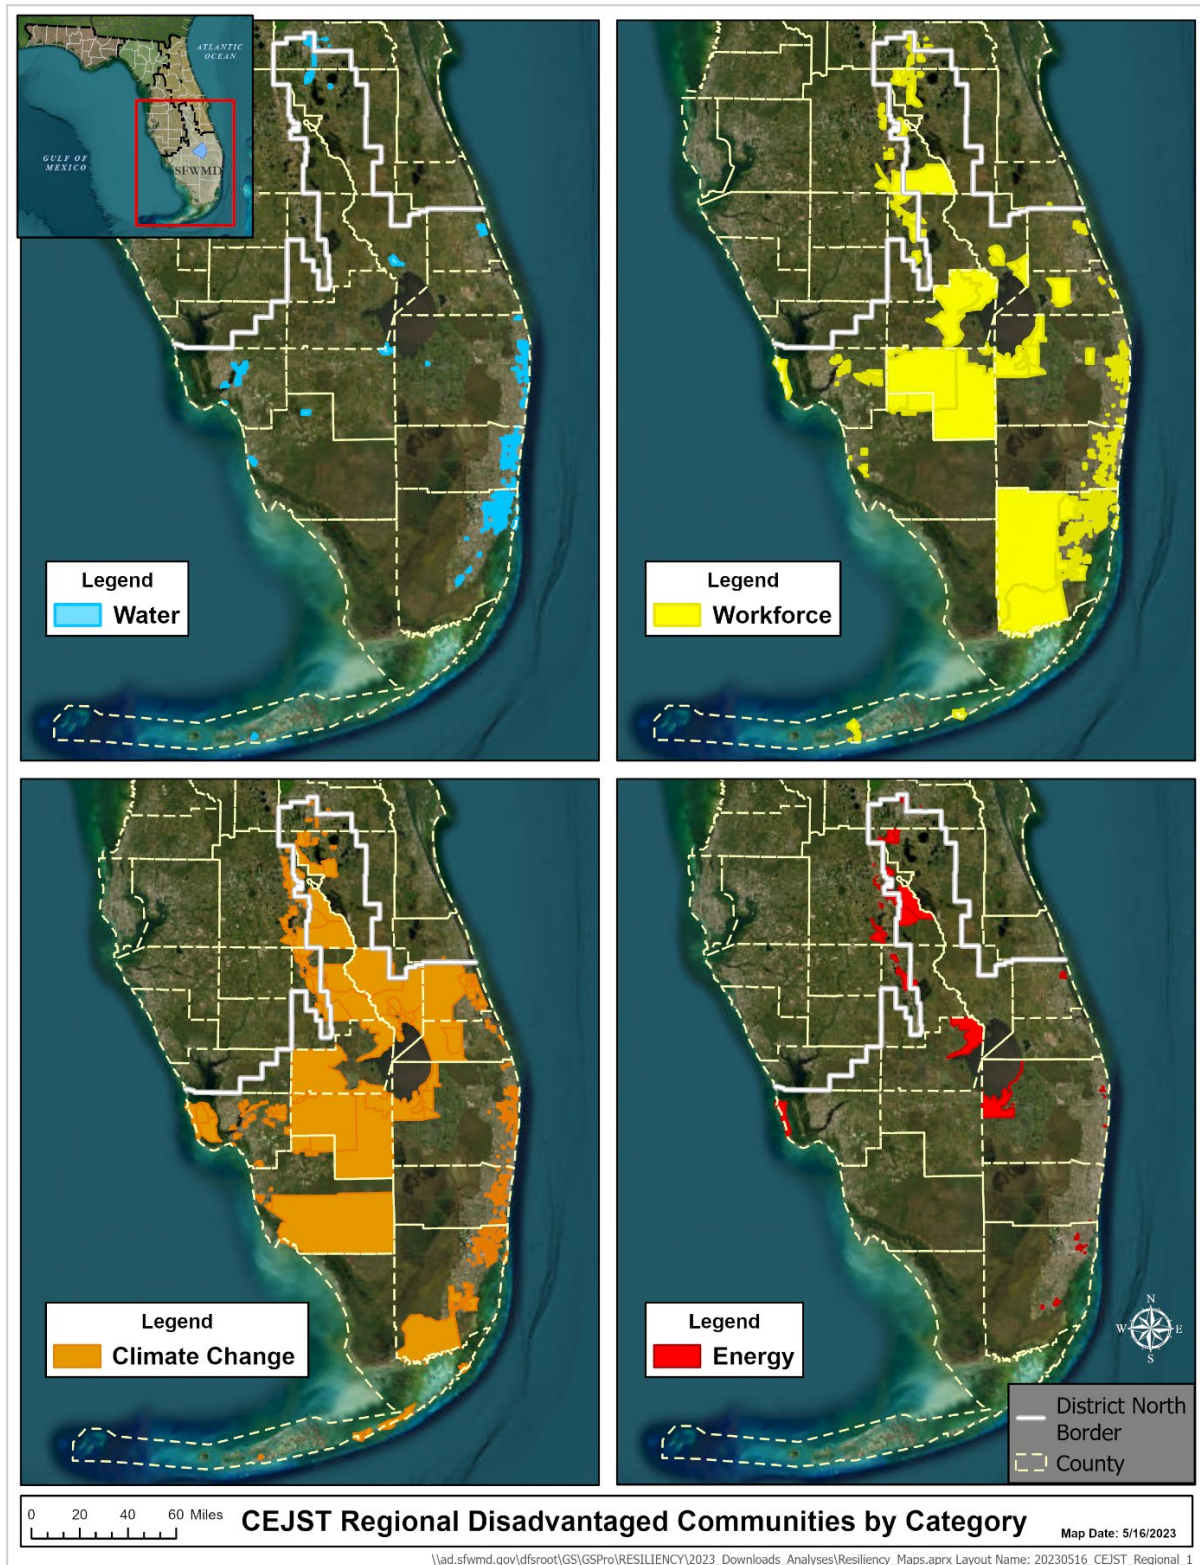 ATLANTIC
OCEAN
GULF OF
MEXICO
SFWMD
Legend
Water
Legend
Workforce
Legend
Climate Change
Legend
Energy
N
W E
S
District North
Border
County
0 20 40 60 Miles
CEJST Regional Disadvantaged Communities by Category
Map Date: 5/16/2023
\\ad.sfwmd.gov\dfsroot\GS\GSPro\RESILIENCY\2023_Downloads_Analyses\Resiliency_Maps.aprx Layout Name: 20230516_CEJST_Regional_1